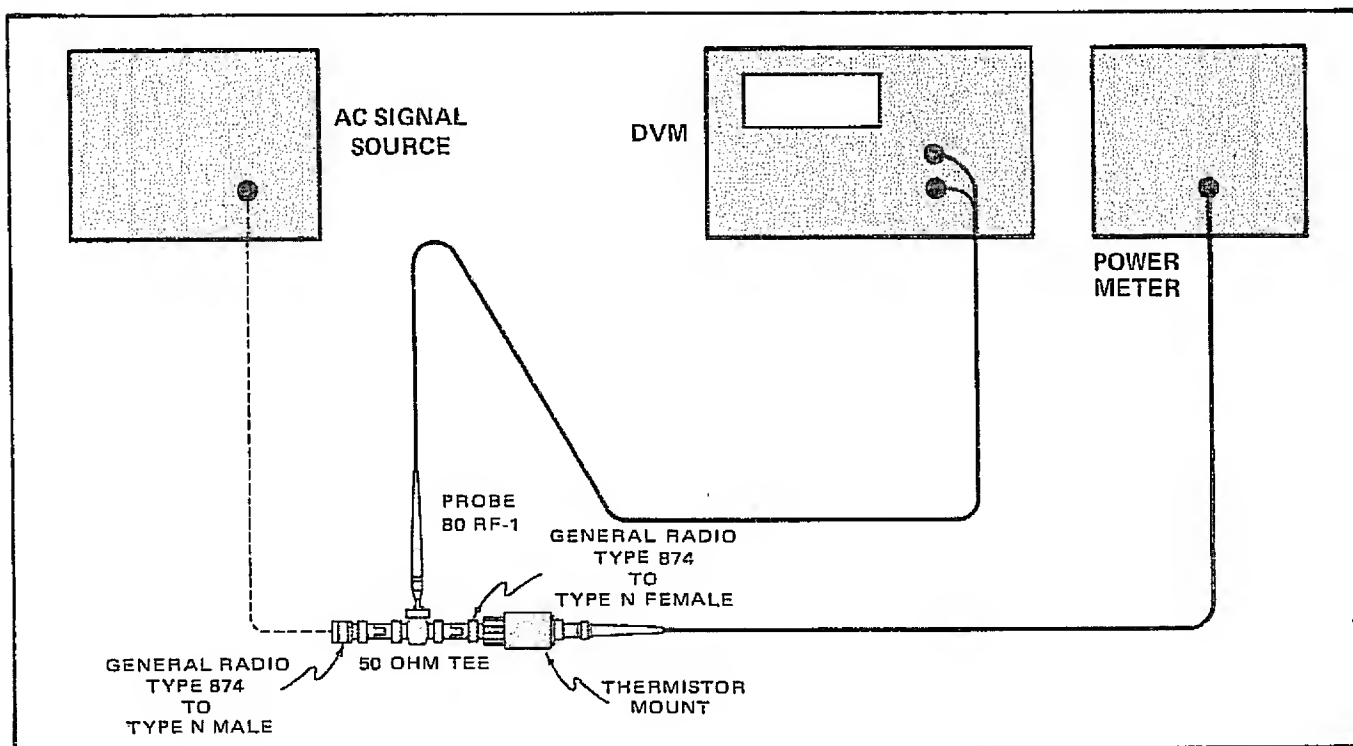 AC SIGNAL
SOURCE
DVM
POWER
METER
PROBE
80 RF-1
GENERAL RADIO
TYPE 874
TO
TYPE N FEMALE
GENERAL RADIO
TYPE 874
TO
TYPE N MALE
50 OHM TEE
THERMISTOR
MOUNT